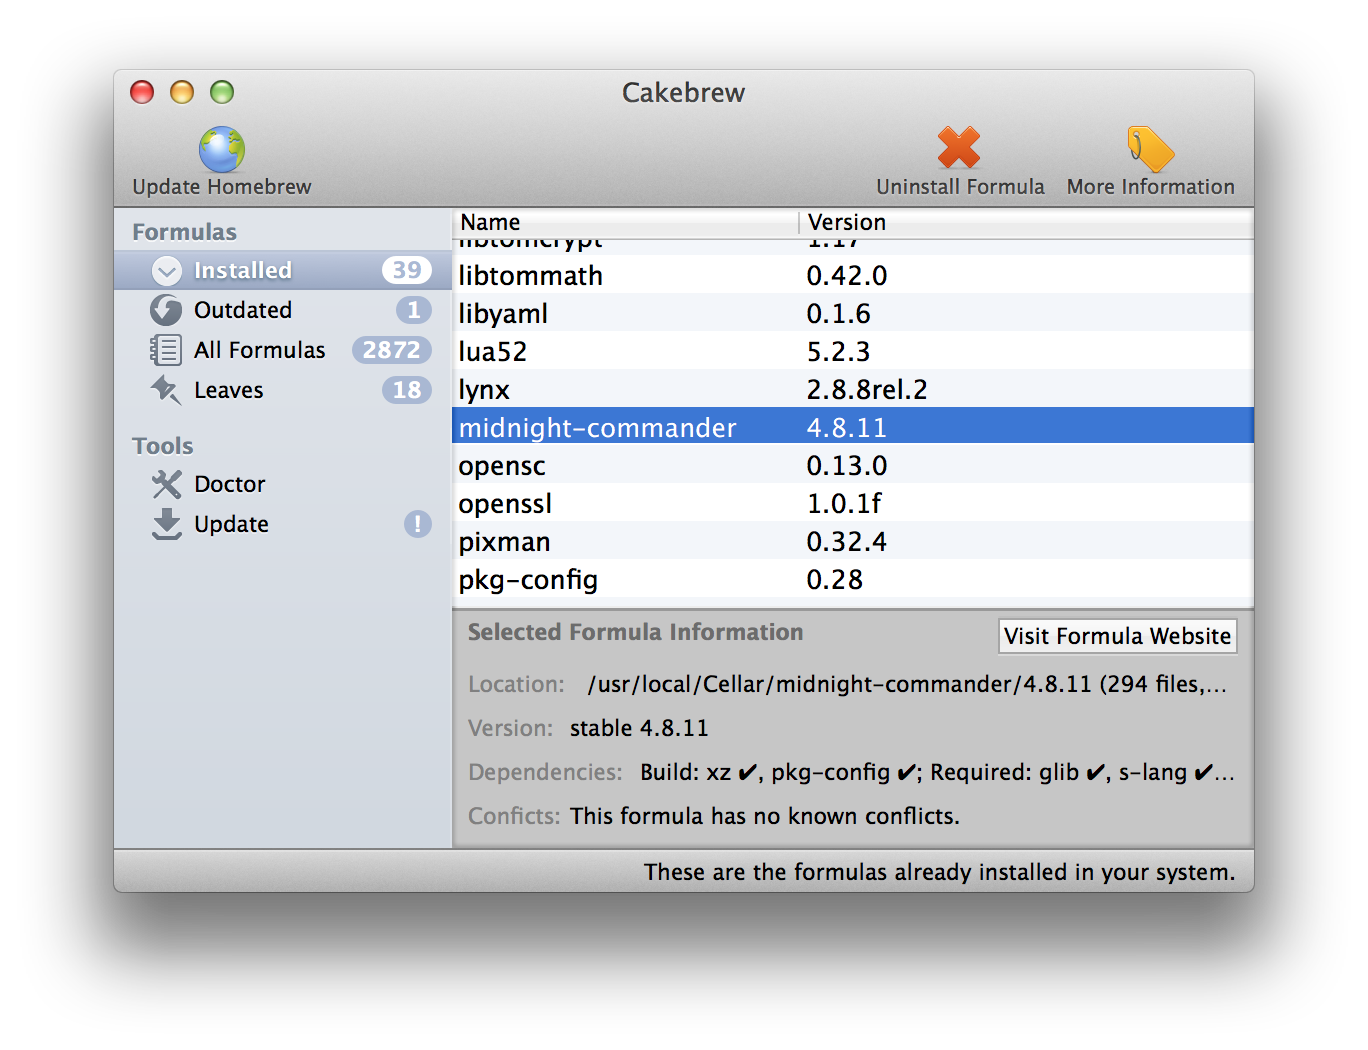 Cakebrew
Update Homebrew
Uninstall Formula
More Information
Formulas
Installed 39
Outdated 1
All Formulas 2872
Leaves 18
Tools
Doctor
Update !
Name Version
libtomcrypt 1.17
libtommath 0.42.0
libyaml 0.1.6
lua52 5.2.3
lynx 2.8.8rel.2
midnight-commander 4.8.11
opensc 0.13.0
openssl 1.0.1f
pixman 0.32.4
pkg-config 0.28
Selected Formula Information
Visit Formula Website
Location: /usr/local/Cellar/midnight-commander/4.8.11 (294 files,...
Version: stable 4.8.11
Dependencies: Build: xz ✔, pkg-config ✔; Required: glib ✔, s-lang ✔...
Conficts: This formula has no known conflicts.
These are the formulas already installed in your system.